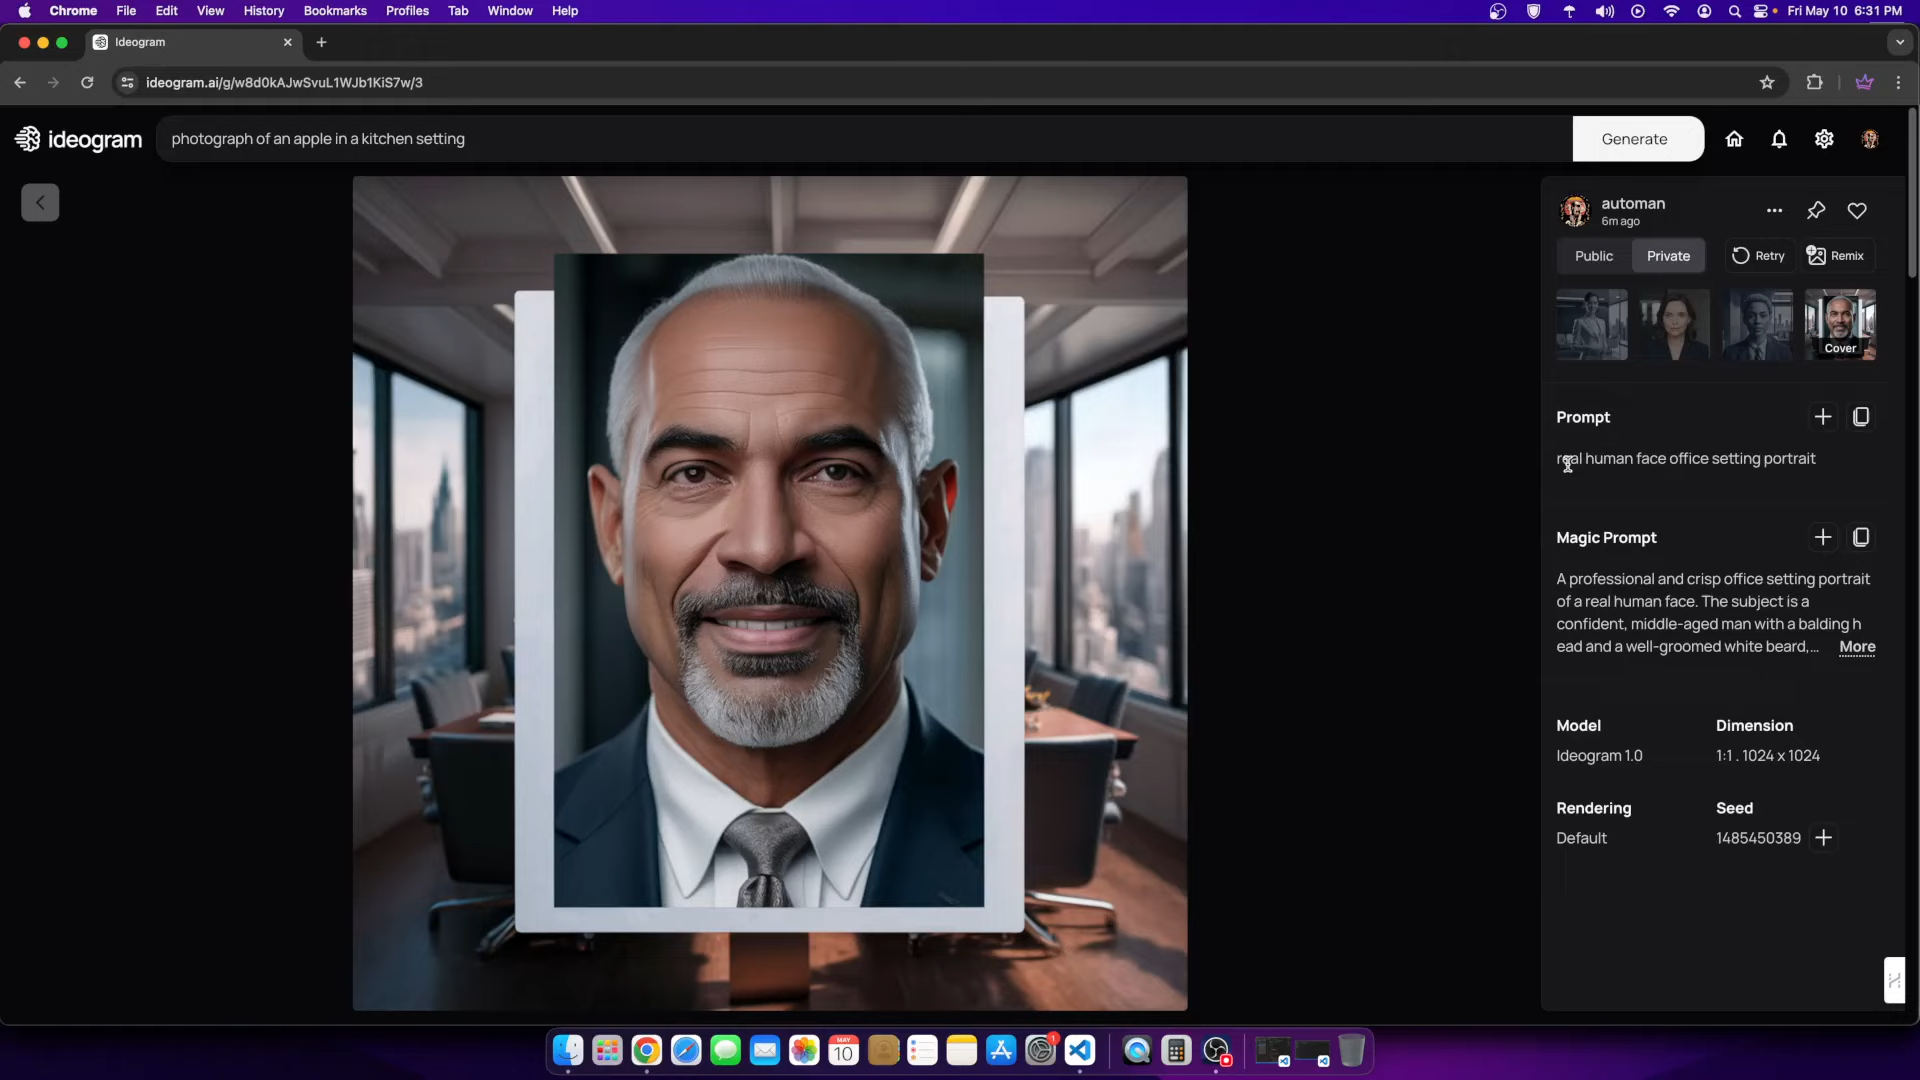 Chrome File Edit View History Bookmarks Profiles Tab Window Help Fri May 10 6:31 PM
Ideogram
ideogram.ai/g/w8d0kAJwSvuL1WJb1KiS7w/3
ideogram photograph of an apple in a kitchen setting Generate
automan
6m ago
Public Private Retry Remix
Cover
Prompt
real human face office setting portrait
Magic Prompt
A professional and crisp office setting portrait
of a real human face. The subject is a
confident, middle-aged man with a balding h
ead and a well-groomed white beard,... More
Model Dimension
Ideogram 1.0 1:1 . 1024 x 1024
Rendering Seed
Default 1485450389
MAY
10
1